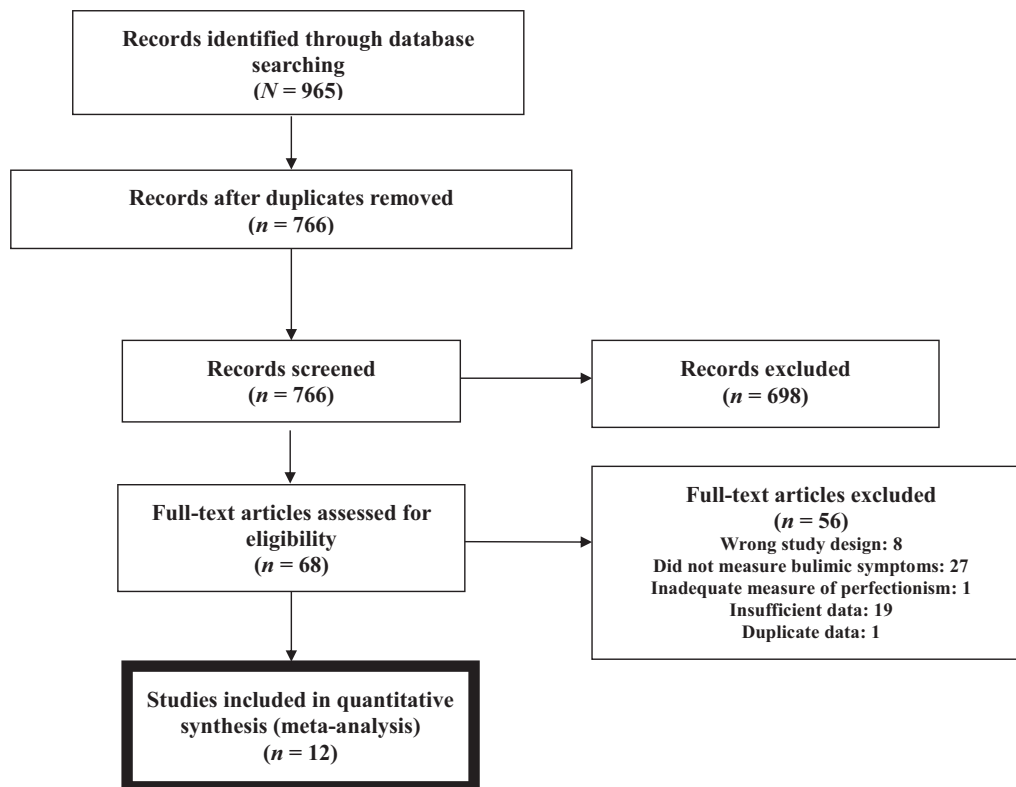 Records identified through database
searching
(N = 965)
Records after duplicates removed
(n = 766)
Records screened
(n = 766)
Records excluded
(n = 698)
Full-text articles assessed for
eligibility
(n = 68)
Full-text articles excluded
(n = 56)
Wrong study design: 8
Did not measure bulimic symptoms: 27
Inadequate measure of perfectionism: 1
Insufficient data: 19
Duplicate data: 1
Studies included in quantitative
synthesis (meta-analysis)
(n = 12)